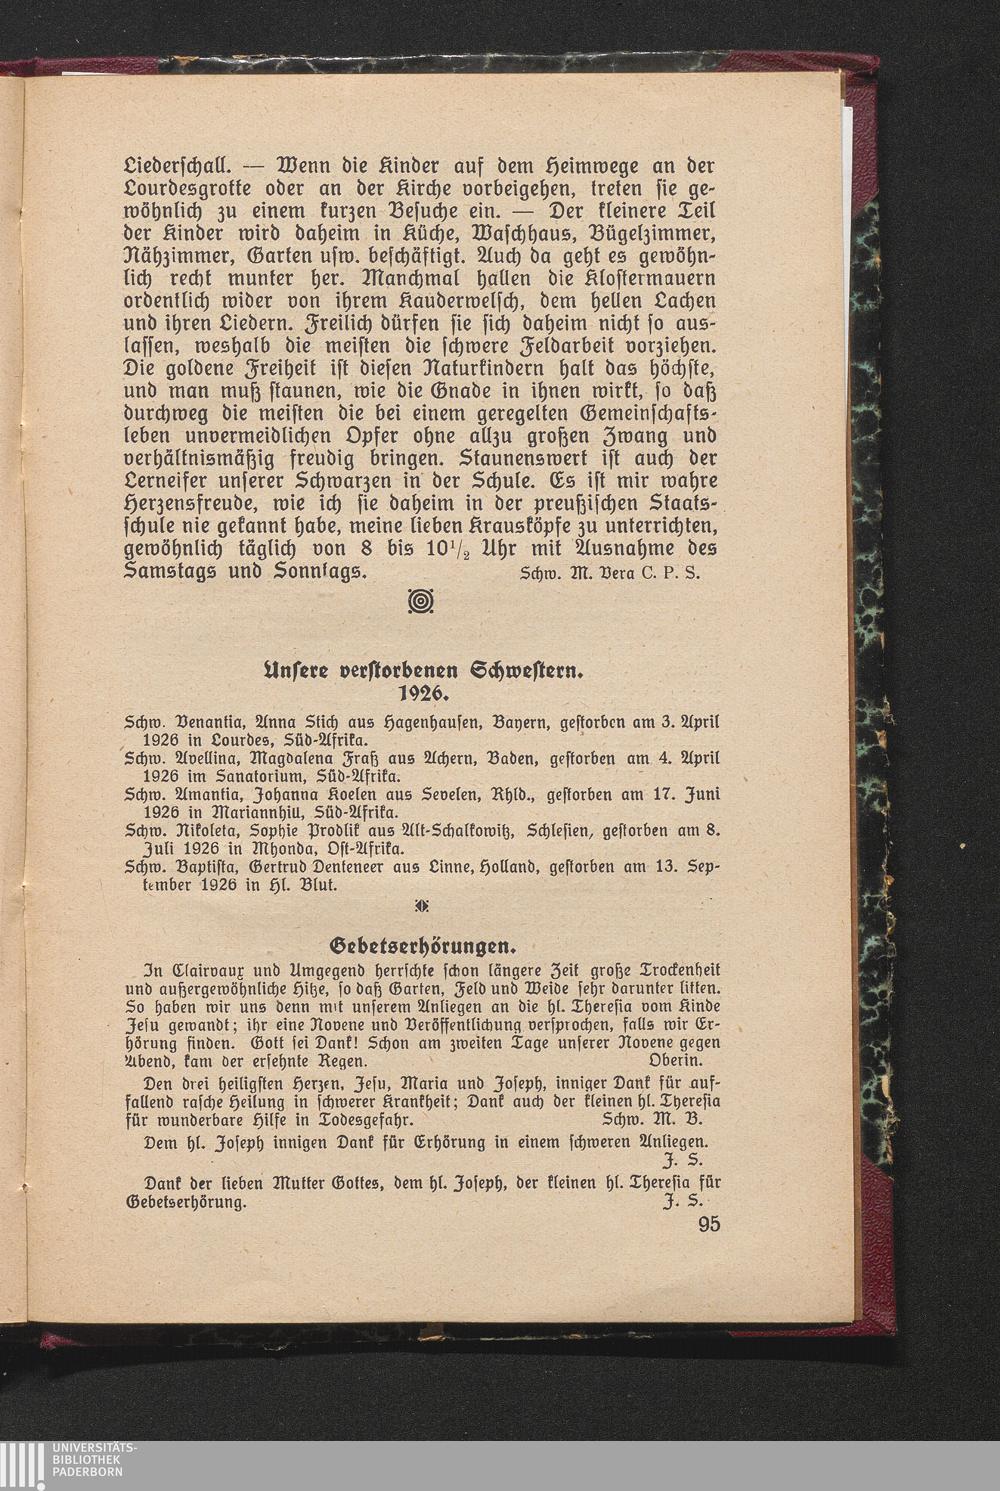 Liederschall. — Wenn die Kinder auf dem Heimwege an der
Lourdesgrotte oder an der Kirche vorbeigehen, treten sie ge-
wöhnlich zu einem kurzen Besuche ein. — Der kleinere Teil
der Kinder wird daheim in Küche, Waschhaus, Bügelzimmer,
Nähzimmer, Garten usw. beschäftigt. Auch da geht es gewöhn-
lich recht munter her. Manchmal hallen die Klostermauern
ordentlich wider von ihrem Kauderwelsch, dem hellen Lachen
und ihren Liedern. Freilich dürfen sie sich daheim nicht so aus-
lassen, weshalb die meisten die schwere Feldarbeit vorziehen.
Die goldene Freiheit ist diesen Naturkindern halt das höchste,
und man muß staunen, wie die Gnade in ihnen wirkt, so daß
durchweg die meisten die bei einem geregelten Gemeinschafts-
leben unvermeidlichen Opfer ohne allzu großen Zwang und
verhältnismäßig freudig bringen. Staunenswert ist auch der
Lerneifer unserer Schwarzen in der Schule. Es ist mir wahre
Herzensfreude, wie ich sie daheim in der preußischen Staats-
schule nie gekannt habe, meine lieben Krausköpfe zu unterrichten,
gewöhnlich täglich von 8 bis 10½ Uhr mit Ausnahme des
Samstags und Sonntags. Schw. M. Vera C. P. S.
Unsere verstorbenen Schwestern.
1926.
Schw. Venantia, Anna Stich aus Hagenhausen, Bayern, gestorben am 3. April
1926 in Lourdes, Süd-Afrika.
Schw. Avellina, Magdalena Fraß aus Achern, Baden, gestorben am 4. April
1926 im Sanatorium, Süd-Afrika.
Schw. Amantia, Johanna Koelen aus Sevelen, Rhld., gestorben am 17. Juni
1926 in Mariannhill, Süd-Afrika.
Schw. Nikoleta, Sophie Prodlik aus Alt-Schalkowitz, Schlesien, gestorben am 8.
Juli 1926 in Mhonda, Ost-Afrika.
Schw. Baptista, Gertrud Denteneer aus Linne, Holland, gestorben am 13. Sep-
tember 1926 in Hl. Blut.
Gebetserhörungen.
In Clairvaux und Umgegend herrschte schon längere Zeit große Trockenheit
und außergewöhnliche Hitze, so daß Garten, Feld und Weide sehr darunter litten.
So haben wir uns denn mit unserem Anliegen an die hl. Theresia vom Kinde
Jesu gewandt; ihr eine Novene und Veröffentlichung versprochen, falls wir Er-
hörung finden. Gott sei Dank! Schon am zweiten Tage unserer Novene gegen
Abend, kam der ersehnte Regen. Oberin.
Den drei heiligsten Herzen, Jesu, Maria und Joseph, inniger Dank für auf-
fallend rasche Heilung in schwerer Krankheit; Dank auch der kleinen hl. Theresia
für wunderbare Hilfe in Todesgefahr. Schw. M. B.
Dem hl. Joseph innigen Dank für Erhörung in einem schweren Anliegen.
J. S.
Dank der lieben Mutter Gottes, dem hl. Joseph, der kleinen hl. Theresia für
Gebetserhörung. J. S.
95
UNIVERSITÄTS-
BIBLIOTHEK
PADERBORN